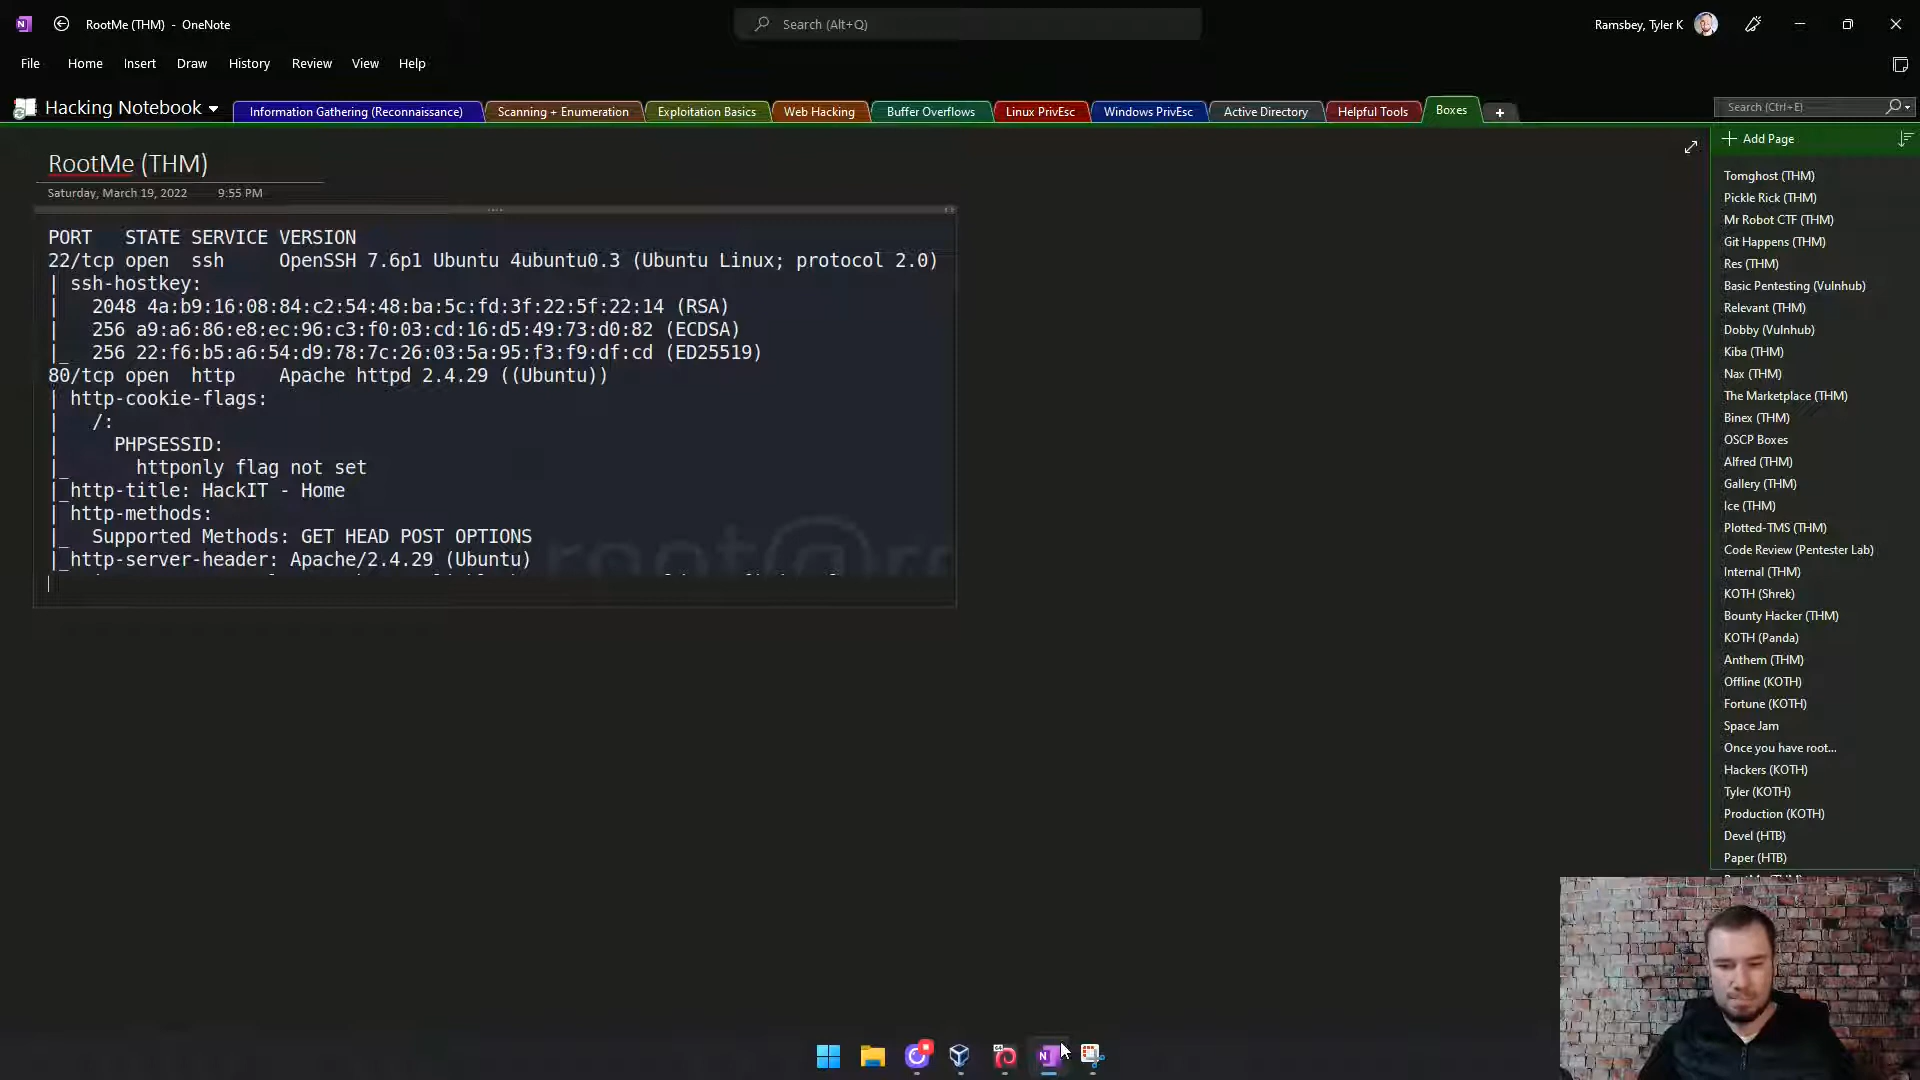 RootMe (THM) - OneNote
Search (Alt+Q)
Ramsbey, Tyler K
File Home Insert Draw History Review View Help
Hacking Notebook
Information Gathering (Reconnaissance)
Scanning + Enumeration
Exploitation Basics
Web Hacking
Buffer Overflows
Linux PrivEsc
Windows PrivEsc
Active Directory
Helpful Tools
Boxes
Search (Ctrl+E)
RootMe (THM)
Saturday, March 19, 2022 9:55 PM
PORT STATE SERVICE VERSION
22/tcp open ssh OpenSSH 7.6p1 Ubuntu 4ubuntu0.3 (Ubuntu Linux; protocol 2.0)
| ssh-hostkey:
| 2048 4a:b9:16:08:84:c2:54:48:ba:5c:fd:3f:22:5f:22:14 (RSA)
| 256 a9:a6:86:e8:ec:96:c3:f0:03:cd:16:d5:49:73:d0:82 (ECDSA)
|_ 256 22:f6:b5:a6:54:d9:78:7c:26:03:5a:95:f3:f9:df:cd (ED25519)
80/tcp open http Apache httpd 2.4.29 ((Ubuntu))
| http-cookie-flags:
| /:
| PHPSESSID:
|_ httponly flag not set
|_http-title: HackIT - Home
| http-methods:
|_ Supported Methods: GET HEAD POST OPTIONS
|_http-server-header: Apache/2.4.29 (Ubuntu)
root@r
Add Page
Tomghost (THM)
Pickle Rick (THM)
Mr Robot CTF (THM)
Git Happens (THM)
Res (THM)
Basic Pentesting (Vulnhub)
Relevant (THM)
Dobby (Vulnhub)
Kiba (THM)
Nax (THM)
The Marketplace (THM)
Binex (THM)
OSCP Boxes
Alfred (THM)
Gallery (THM)
Ice (THM)
Plotted-TMS (THM)
Code Review (Pentester Lab)
Internal (THM)
KOTH (Shrek)
Bounty Hacker (THM)
KOTH (Panda)
Anthem (THM)
Offline (KOTH)
Fortune (KOTH)
Space Jam
Once you have root...
Hackers (KOTH)
Tyler (KOTH)
Production (KOTH)
Devel (HTB)
Paper (HTB)